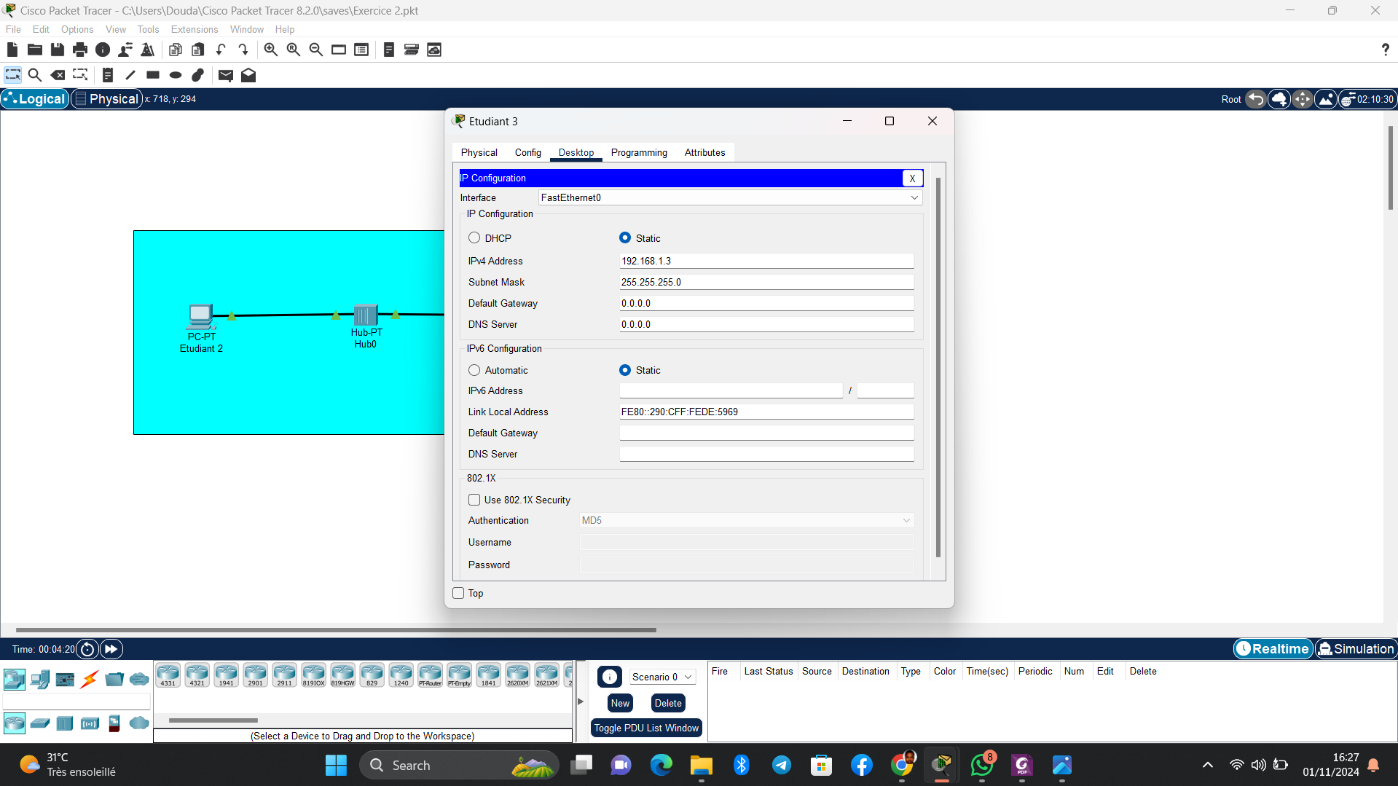 Cisco Packet Tracer - C:\Users\Douda\Cisco Packet Tracer 8.2.0\saves\Exercice 2.pkt
File Edit Options View Tools Extensions Window Help
?
Logical Physical x: 718, y: 294 Root 02:10:30
Etudiant 3
Physical Config Desktop Programming Attributes
IP Configuration X
Interface FastEthernet0
IP Configuration
DHCP Static
IPv4 Address 192.168.1.3
Subnet Mask 255.255.255.0
Default Gateway 0.0.0.0
DNS Server 0.0.0.0
IPv6 Configuration
Automatic Static
IPv6 Address /
Link Local Address FE80::290:CFF:FEDE:5969
Default Gateway
DNS Server
802.1X
Use 802.1X Security
Authentication MD5
Username
Password
Top
PC-PT
Etudiant 2
Hub-PT
Hub0
Time: 00:04:20 Realtime Simulation
4331 4321 1941 2901 2911 819IOX 819HGW 829 1240 PT-Router PT-Empty 1841 2620XM 2621XM 2
(Select a Device to Drag and Drop to the Workspace)
Scenario 0
New Delete
Toggle PDU List Window
Fire Last Status Source Destination Type Color Time(sec) Periodic Num Edit Delete
31°C
Très ensoleillé
Search
8
PDF
16:27
01/11/2024